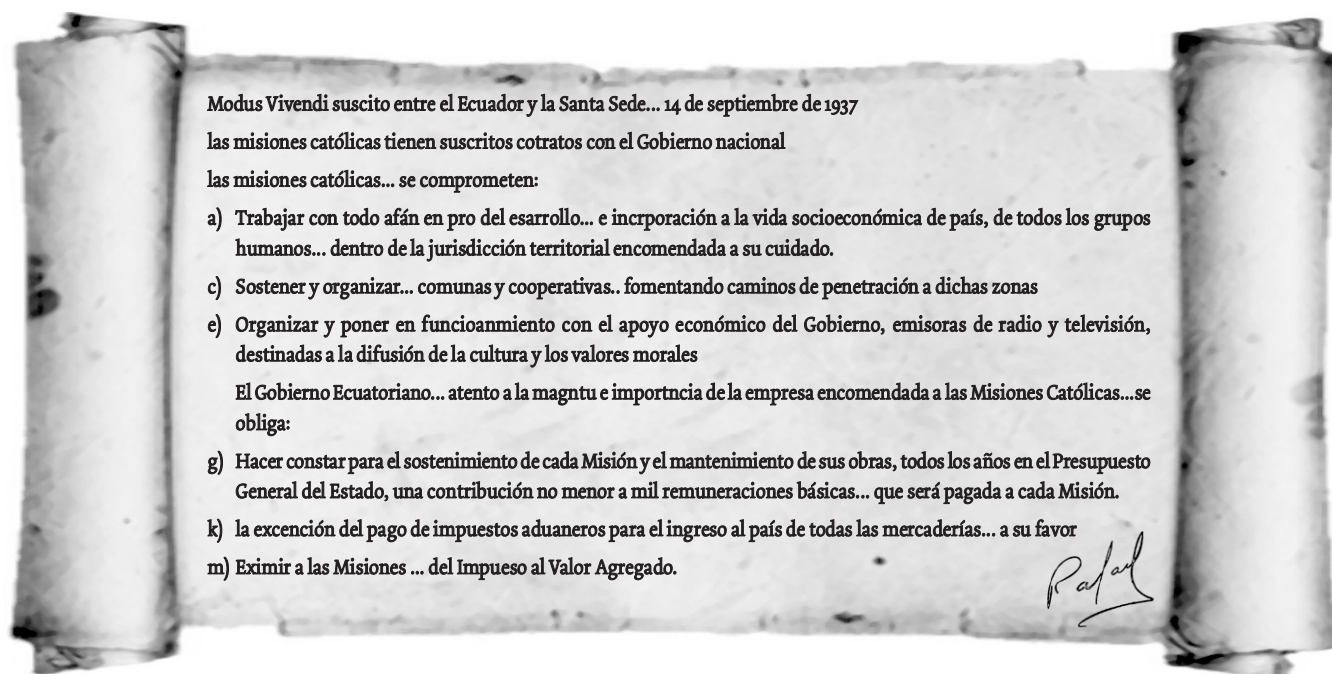 Modus Vivendi suscito entre el Ecuador y la Santa Sede... 14 de septiembre de 1937
las misiones católicas tienen suscritos cotratos con el Gobierno nacional
las misiones católicas... se comprometen:
a) Trabajar con todo afán en pro del esarrollo... e incrporación a la vida socioeconómica de país, de todos los grupos
humanos... dentro de la jurisdicción territorial encomendada a su cuidado.
c) Sostener y organizar... comunas y cooperativas.. fomentando caminos de penetración a dichas zonas
e) Organizar y poner en funcioanmiento con el apoyo económico del Gobierno, emisoras de radio y televisión,
destinadas a la difusión de la cultura y los valores morales
El Gobierno Ecuatoriano... atento a la magntu e importncia de la empresa encomendada a las Misiones Católicas...se
obliga:
g) Hacer constar para el sostenimiento de cada Misión y el mantenimiento de sus obras, todos los años en el Presupuesto
General del Estado, una contribución no menor a mil remuneraciones básicas... que será pagada a cada Misión.
k) la excención del pago de impuestos aduaneros para el ingreso al país de todas las mercaderías... a su favor
m) Eximir a las Misiones ... del Impueso al Valor Agregado.
Rafael